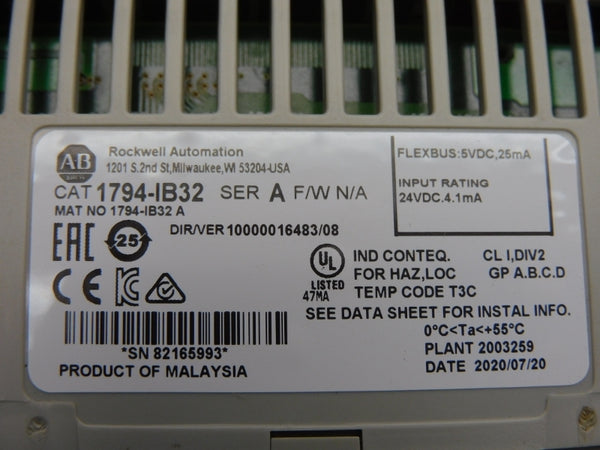 AB
Rockwell Automation
1201 S.2nd St,Milwaukee,WI 53204-USA
CAT 1794-IB32 SER A F/W N/A
MAT NO 1794-IB32 A
DIR/VER 10000016483/08
FLEXBUS:5VDC,25mA
INPUT RATING
24VDC.4.1mA
EAC
25
CE
UL
LISTED
47MA
IND CONTEQ. CL I,DIV2
FOR HAZ,LOC GP A.B.C.D
TEMP CODE T3C
SEE DATA SHEET FOR INSTAL INFO.
0°C<Ta<+55°C
*SN 82165993*
PLANT 2003259
PRODUCT OF MALAYSIA
DATE 2020/07/20